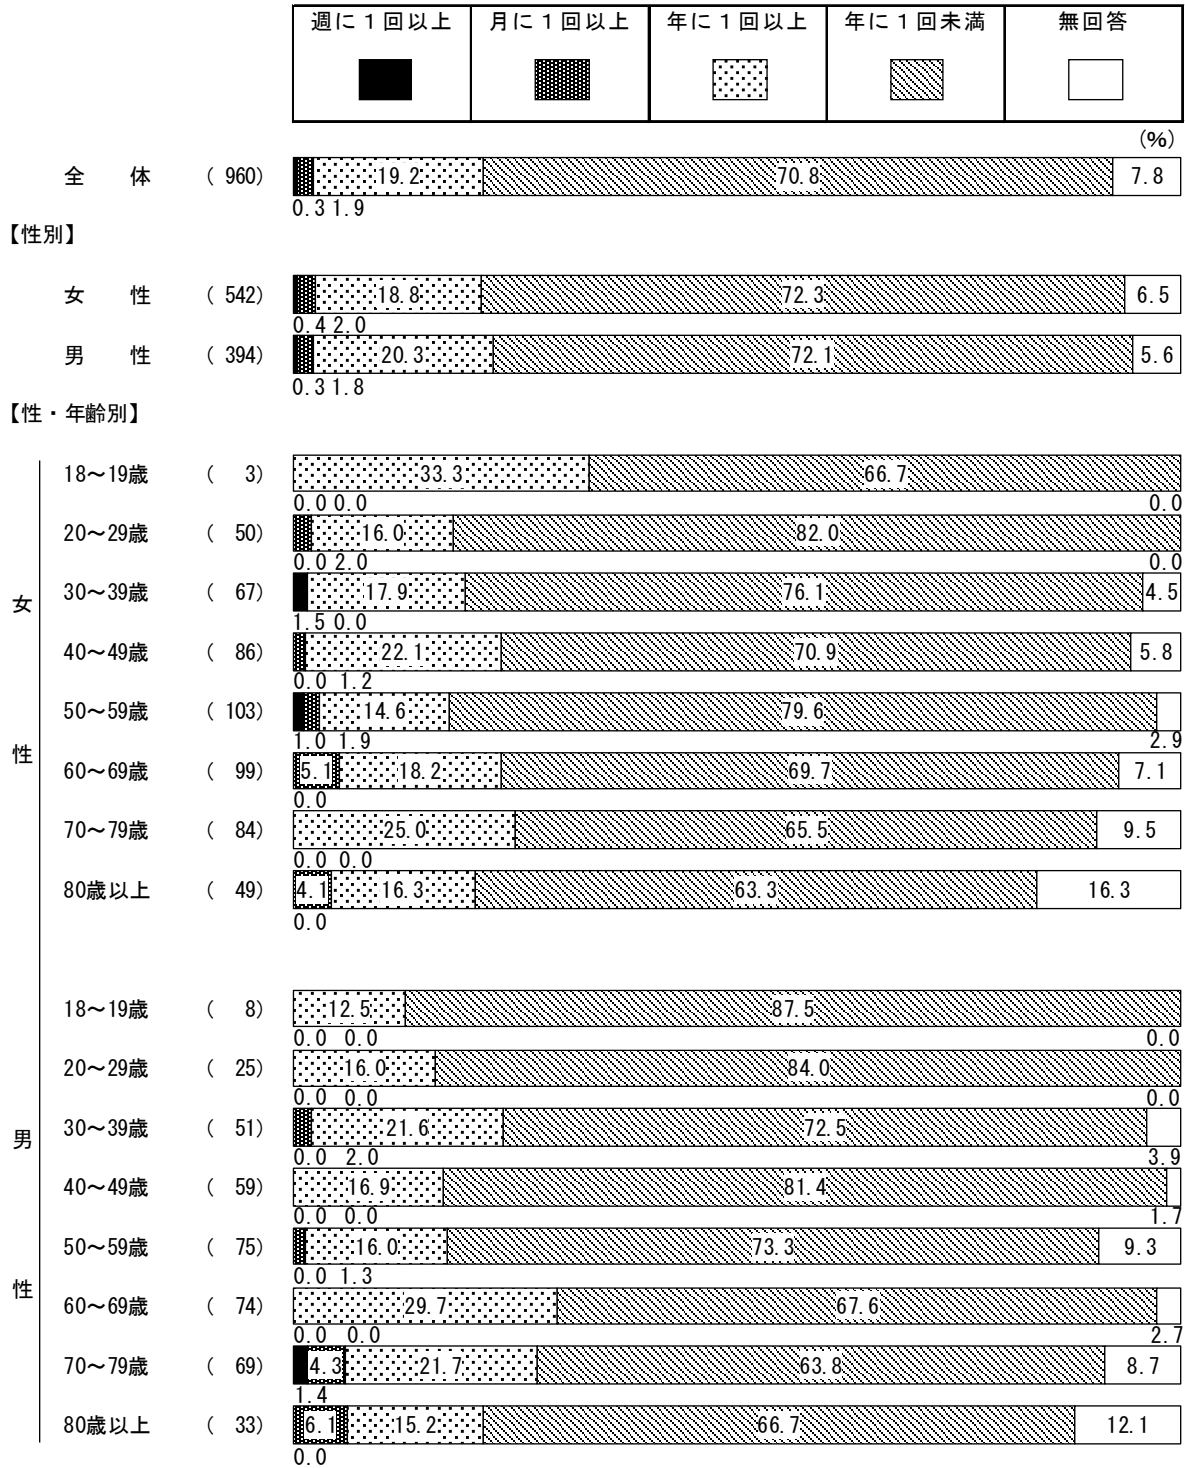 週に１回以上 月に１回以上 年に１回以上 年に１回未満 無回答
(%)
全　体 ( 960) 19.2 70.8 7.8
0.3 1.9
【性別】
女　性 ( 542) 18.8 72.3 6.5
0.4 2.0
男　性 ( 394) 20.3 72.1 5.6
0.3 1.8
【性・年齢別】
18～19歳 ( 3) 33.3 66.7
0.0 0.0 0.0
20～29歳 ( 50) 16.0 82.0
0.0 2.0 0.0
女 30～39歳 ( 67) 17.9 76.1 4.5
1.5 0.0
40～49歳 ( 86) 22.1 70.9 5.8
0.0 1.2
50～59歳 ( 103) 14.6 79.6
1.0 1.9 2.9
性 60～69歳 ( 99) 5.1 18.2 69.7 7.1
0.0
70～79歳 ( 84) 25.0 65.5 9.5
0.0 0.0
80歳以上 ( 49) 4.1 16.3 63.3 16.3
0.0
18～19歳 ( 8) 12.5 87.5
0.0 0.0 0.0
20～29歳 ( 25) 16.0 84.0
0.0 0.0 0.0
男 30～39歳 ( 51) 21.6 72.5
0.0 2.0 3.9
40～49歳 ( 59) 16.9 81.4
0.0 0.0 1.7
50～59歳 ( 75) 16.0 73.3 9.3
0.0 1.3
性 60～69歳 ( 74) 29.7 67.6
0.0 0.0 2.7
70～79歳 ( 69) 4.3 21.7 63.8 8.7
1.4
80歳以上 ( 33) 6.1 15.2 66.7 12.1
0.0